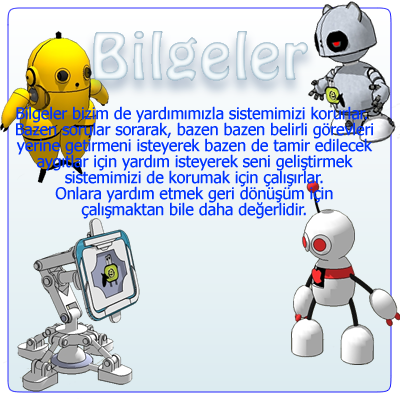 Bilgeler
Bilgeler bizim de yardımımızla sistemimizi korurlar.
Bazen sorular sorarak, bazen bazen belirli görevleri
yerine getirmeni isteyerek bazen de tamir edilecek
aygıtlar için yardım isteyerek seni geliştirmek
sistemimizi de korumak için çalışırlar.
Onlara yardım etmek geri dönüşüm için
çalışmaktan bile daha değerlidir.